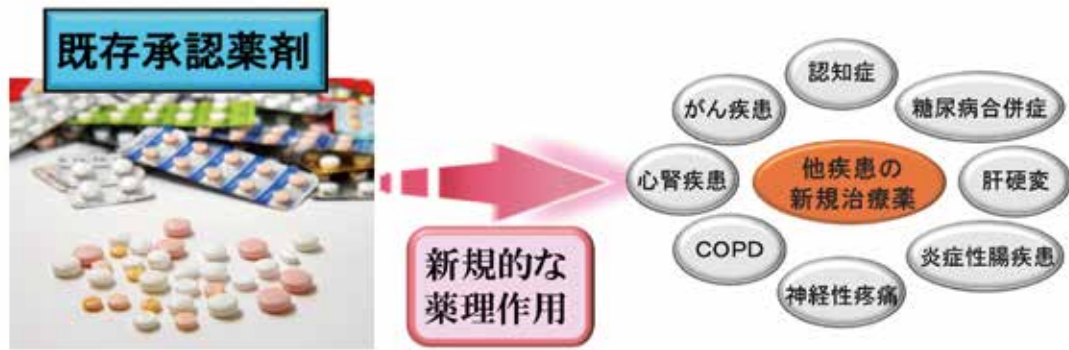 既存承認薬剤
新規的な
薬理作用
認知症
がん疾患
糖尿病合併症
心腎疾患
他疾患の
新規治療薬
肝硬変
COPD
炎症性腸疾患
神経性疼痛